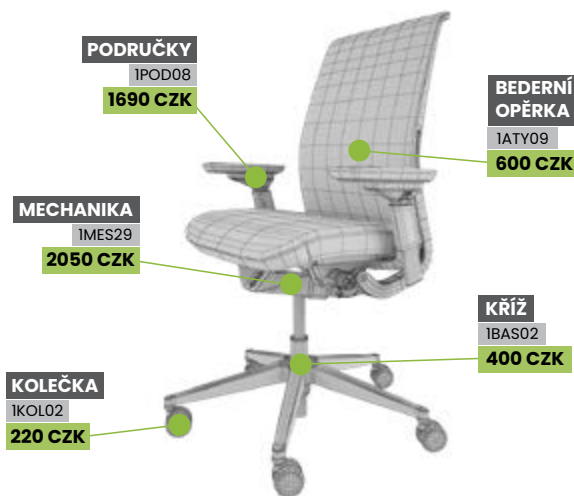 PODRUČKY
1POD08
1690 CZK
BEDERNÍ
OPĚRKA
1ATY09
600 CZK
MECHANIKA
1MES29
2050 CZK
KŘÍŽ
1BAS02
400 CZK
KOLEČKA
1KOL02
220 CZK